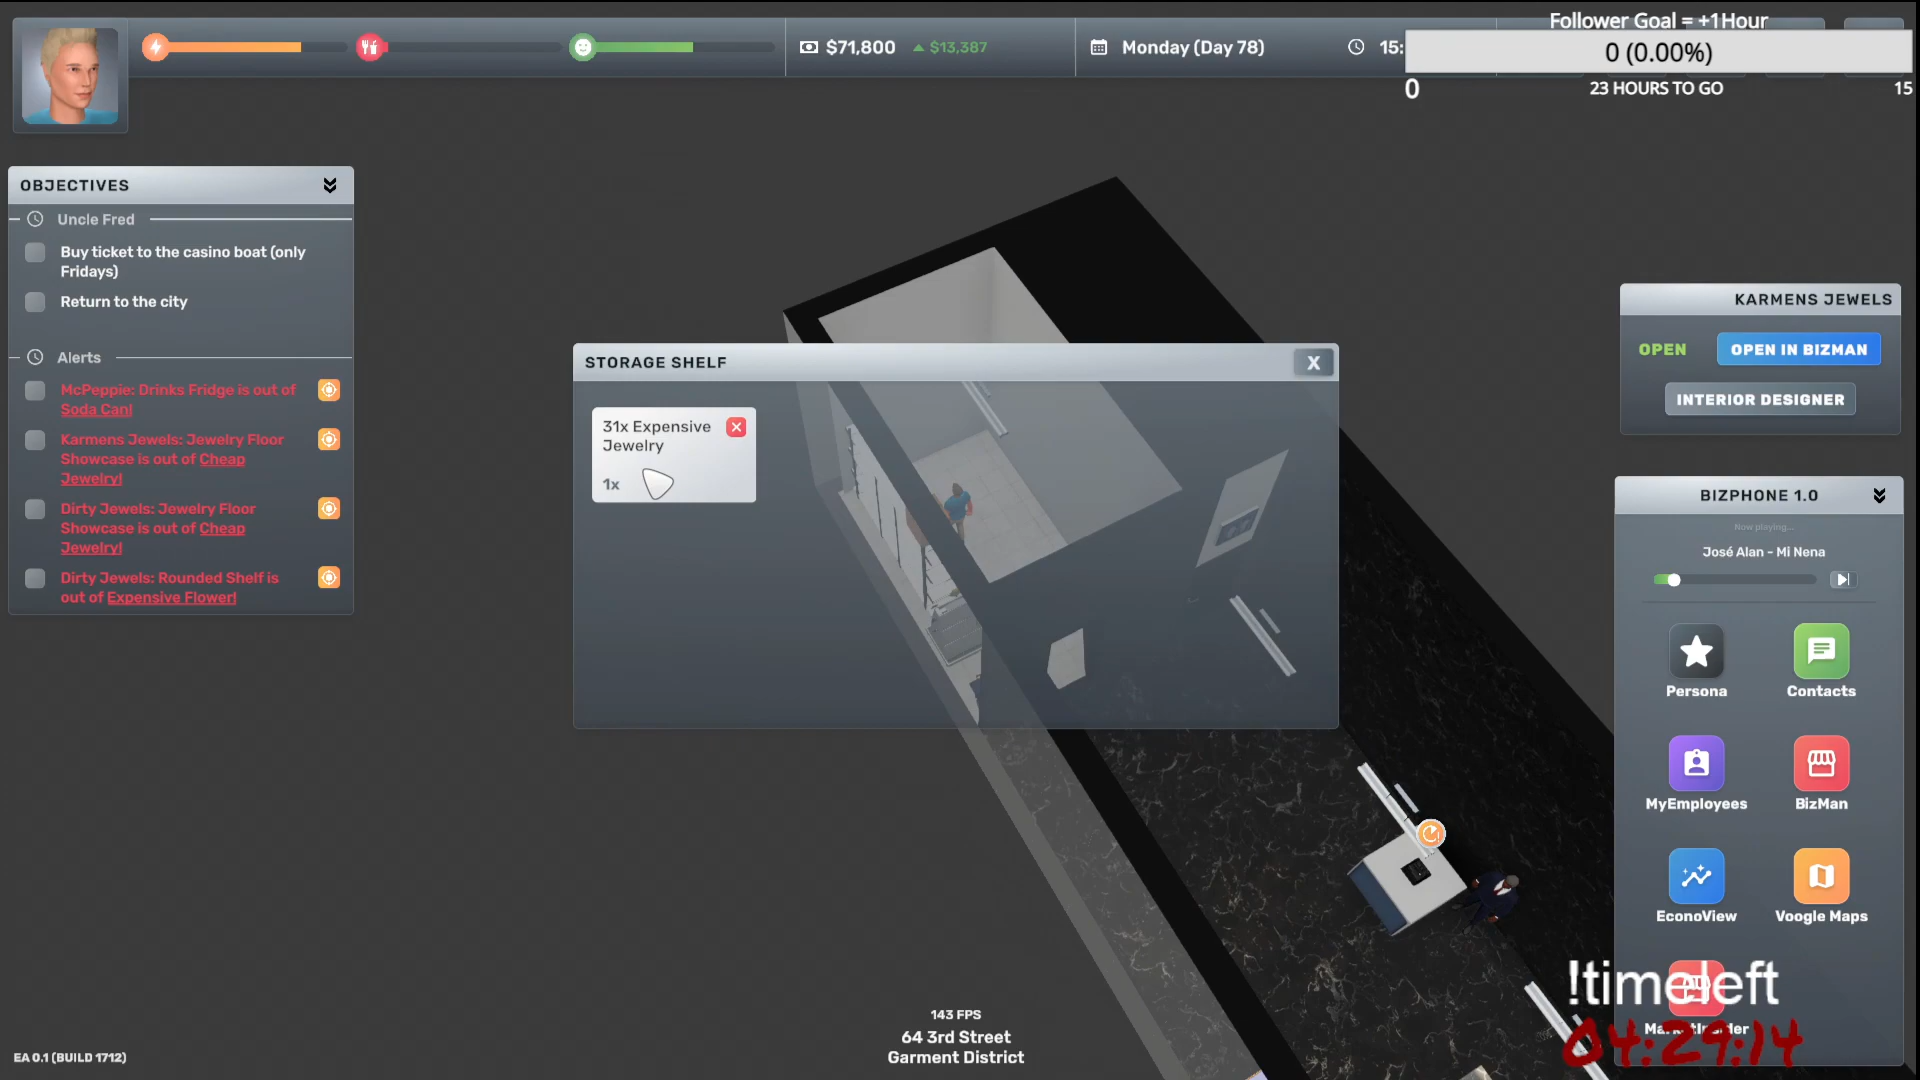 Follower Goal = +1Hour
$71,800
$13,387
Monday (Day 78)
15:
0 (0.00%)
0
23 HOURS TO GO
15
OBJECTIVES
Uncle Fred
Buy ticket to the casino boat (only
Fridays)
Return to the city
Alerts
McPeppie: Drinks Fridge is out of
Soda Can!
Karmens Jewels: Jewelry Floor
Showcase is out of Cheap
Jewelry!
Dirty Jewels: Jewelry Floor
Showcase is out of Cheap
Jewelry!
Dirty Jewels: Rounded Shelf is
out of Expensive Flower!
STORAGE SHELF
X
31x Expensive
Jewelry
1x
KARMENS JEWELS
OPEN
OPEN IN BIZMAN
INTERIOR DESIGNER
BIZPHONE 1.0
Now playing...
José Alan - Mi Nena
Persona
Contacts
MyEmployees
BizMan
EconoView
Voogle Maps
!timeleft
MarketInsider
04:29:14
143 FPS
64 3rd Street
Garment District
EA 0.1 (BUILD 1712)